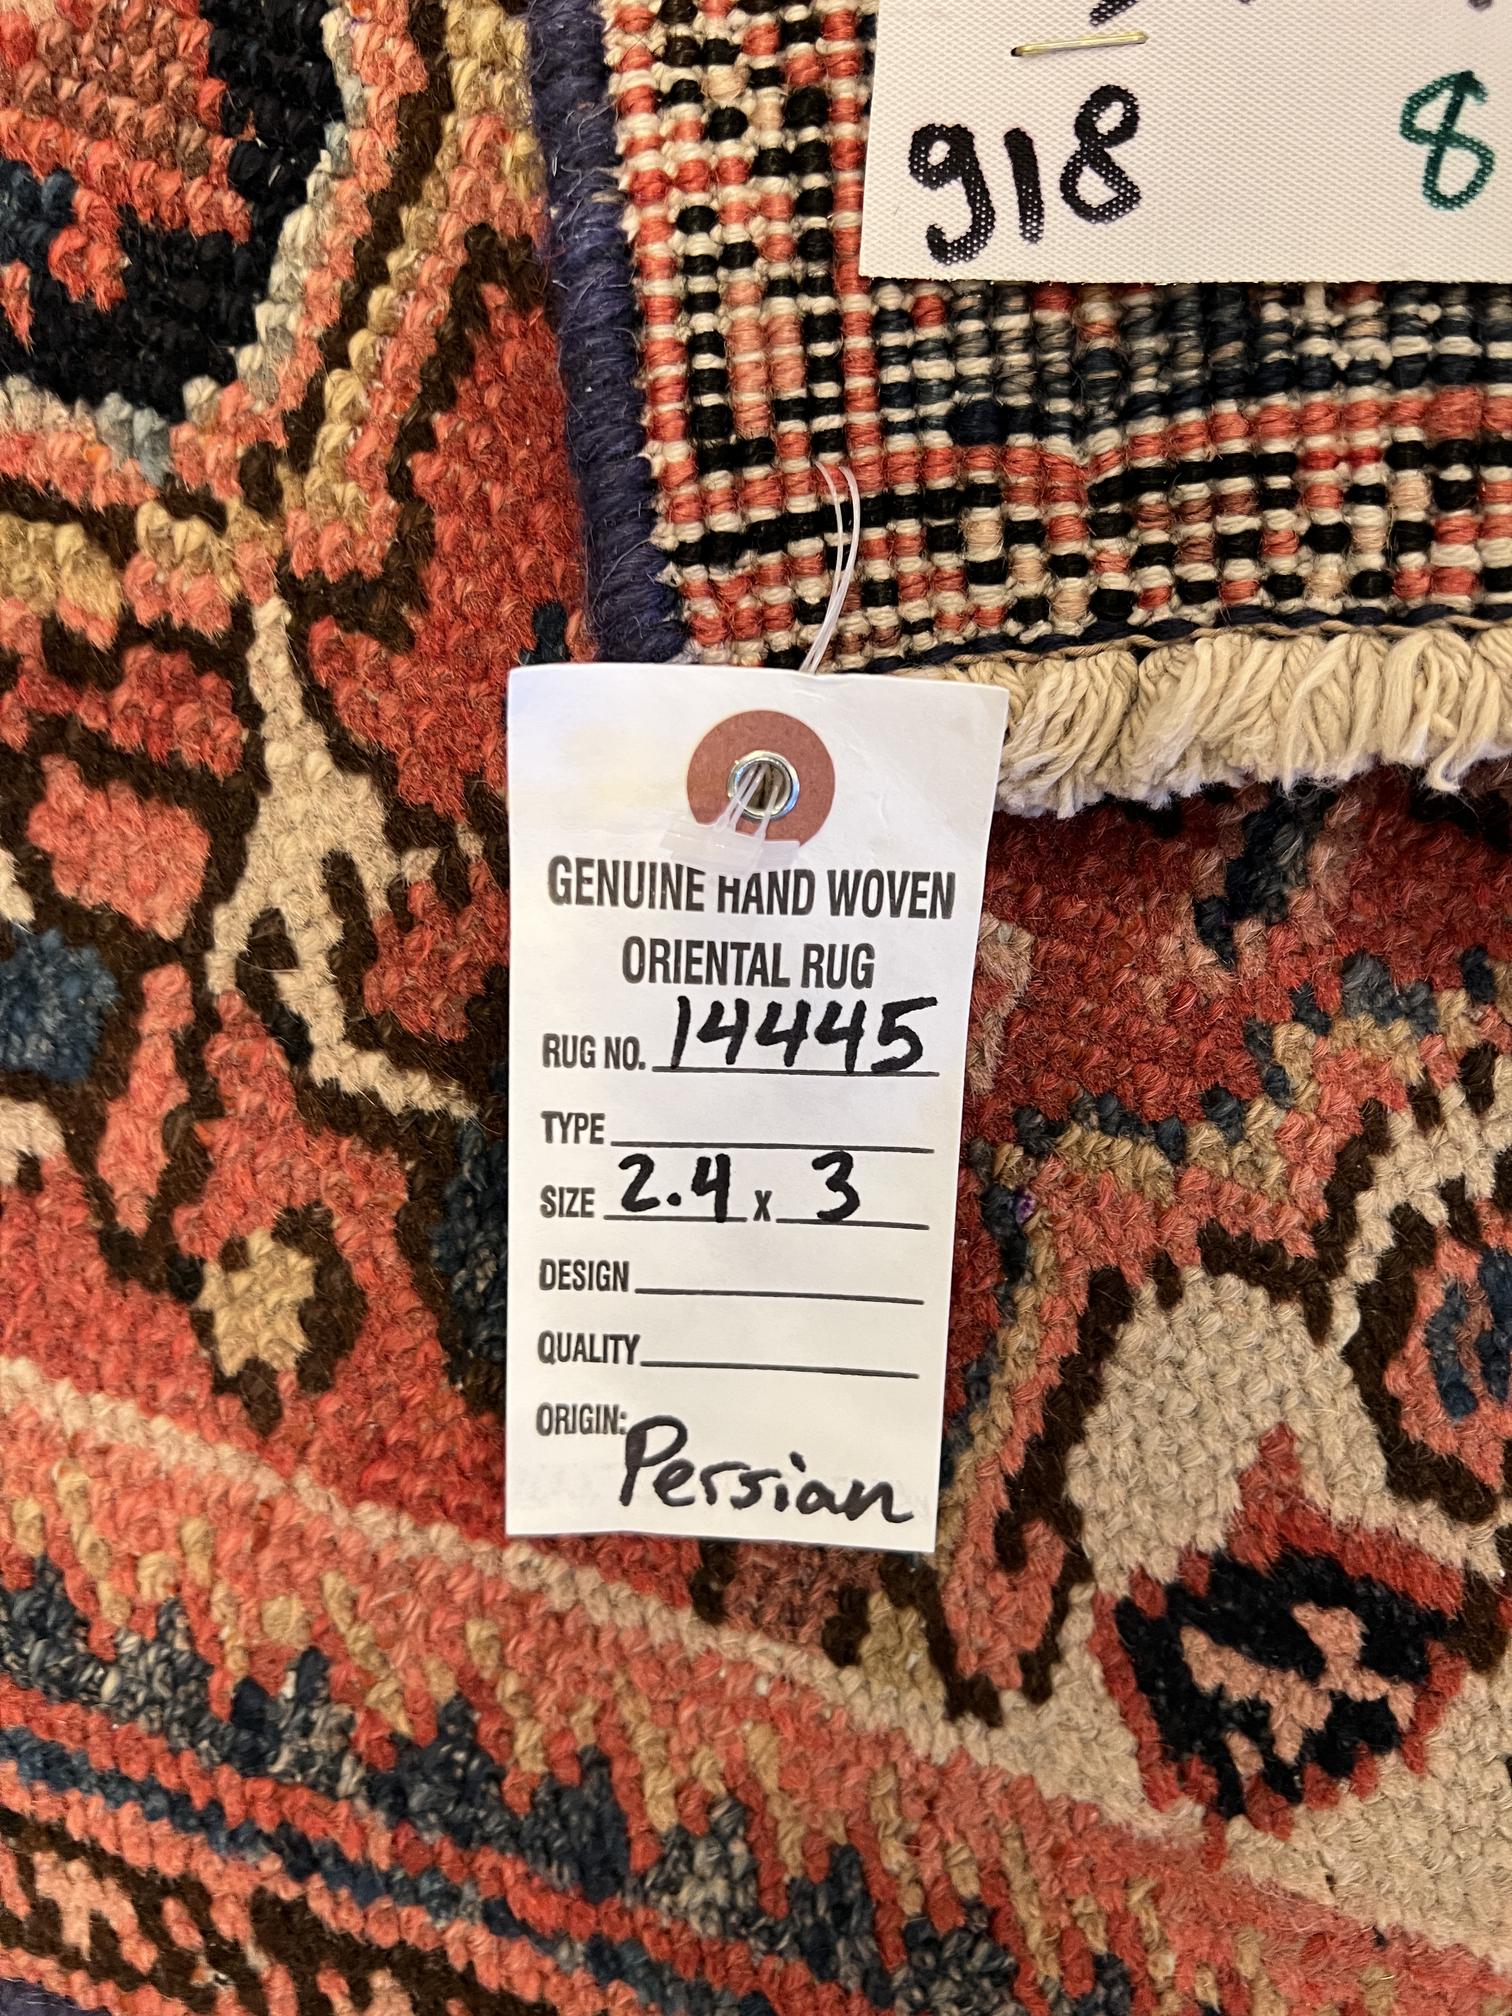 918 8
GENUINE HAND WOVEN
ORIENTAL RUG
RUG NO. 14445
TYPE
SIZE 2.4 x 3
DESIGN
QUALITY
ORIGIN: Persian